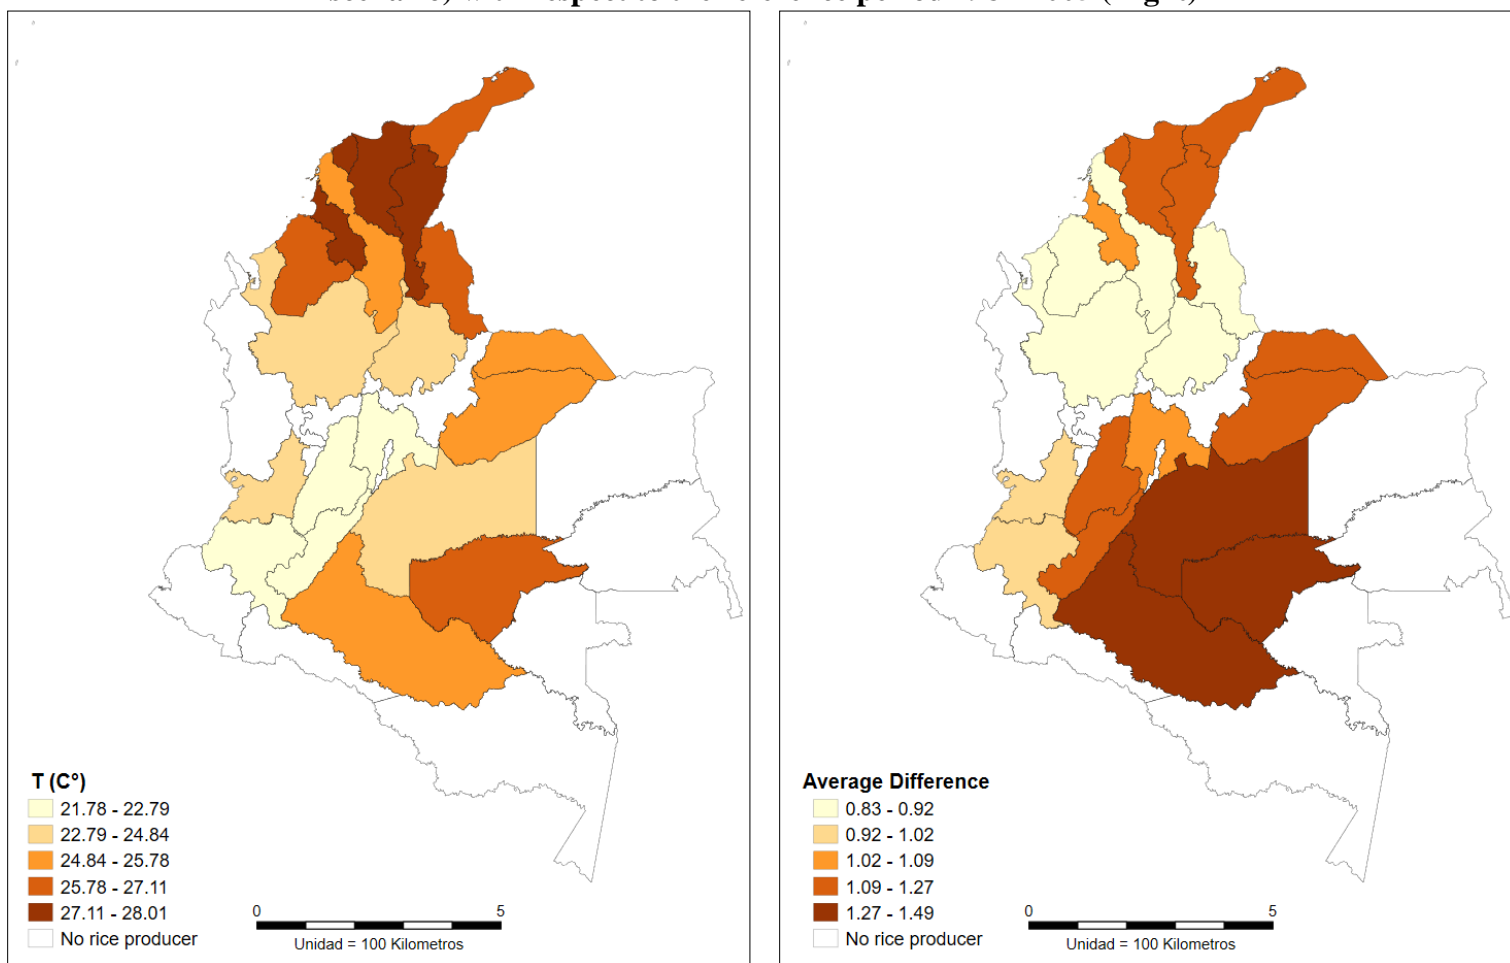 T (C°)
21.78 - 22.79
22.79 - 24.84
24.84 - 25.78
25.78 - 27.11
27.11 - 28.01
No rice producer
0 5
Unidad = 100 Kilometros
Average Difference
0.83 - 0.92
0.92 - 1.02
1.02 - 1.09
1.09 - 1.27
1.27 - 1.49
No rice producer
0 5
Unidad = 100 Kilometros